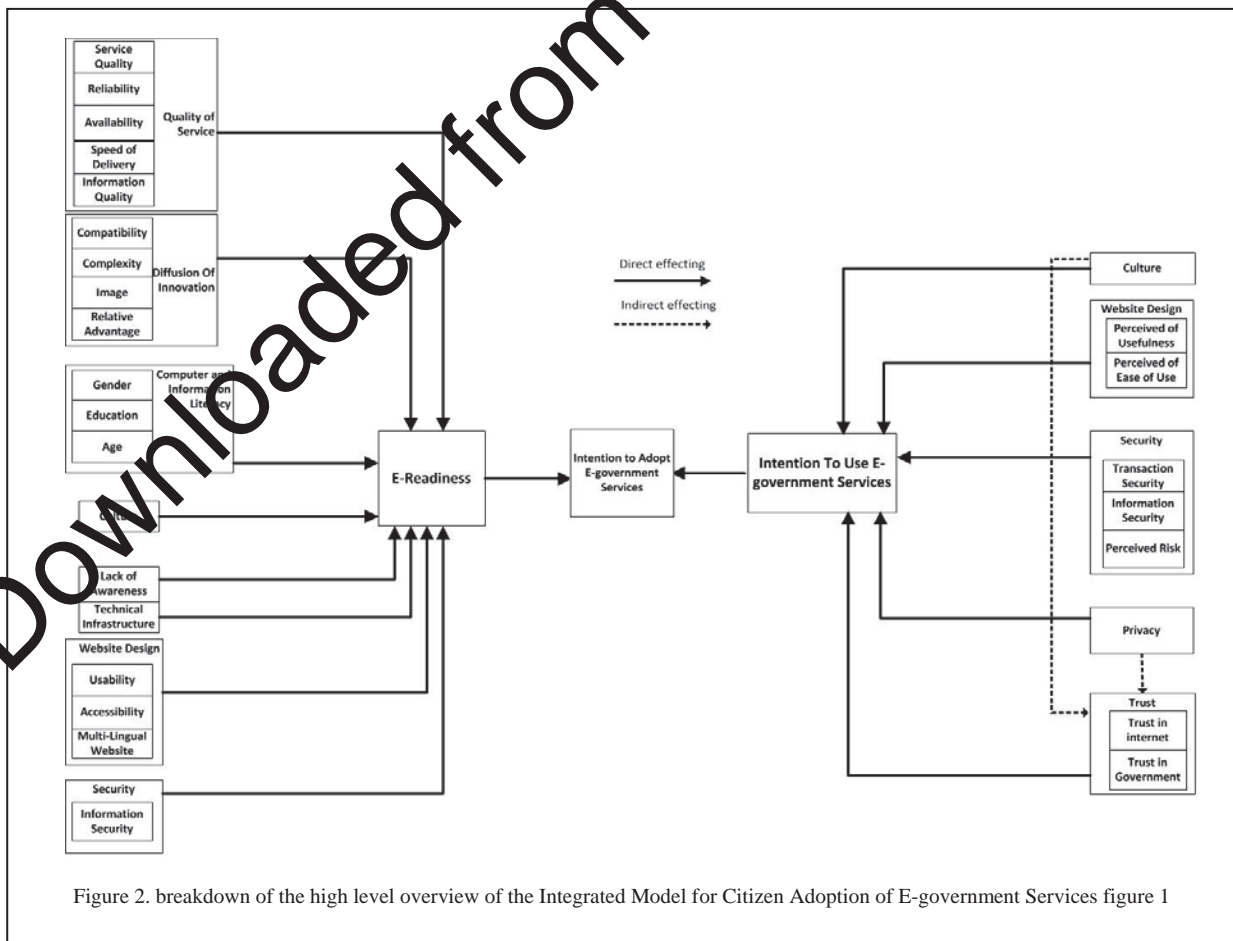 Downloaded from
Service
Quality
Reliability
Availability
Speed of
Delivery
Information
Quality
Quality of
Service
Compatibility
Complexity
Image
Relative
Advantage
Diffusion Of
Innovation
Gender
Education
Age
Computer and
Information
Literacy
Culture
Lack of
Awareness
Technical
Infrastructure
Website Design
Usability
Accessibility
Multi-Lingual
Website
Security
Information
Security
E-Readiness
Intention to Adopt
E-government
Services
Direct effecting
Indirect effecting
Intention To Use E-
government Services
Culture
Website Design
Perceived of
Usefulness
Perceived of
Ease of Use
Security
Transaction
Security
Information
Security
Perceived Risk
Privacy
Trust
Trust in
internet
Trust in
Government
Figure 2. breakdown of the high level overview of the Integrated Model for Citizen Adoption of E-government Services figure 1